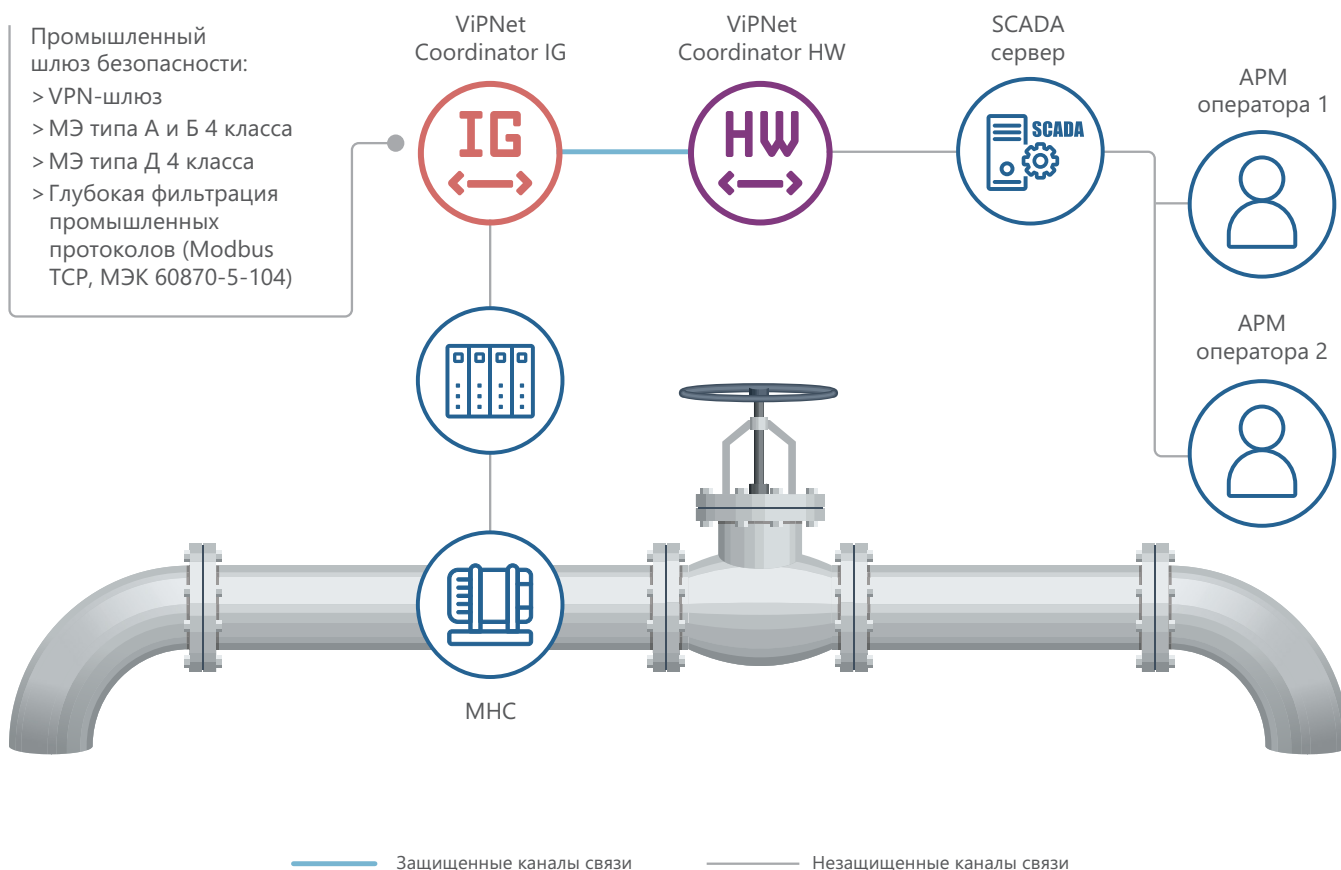 Промышленный
шлюз безопасности:
> VPN-шлюз
> МЭ типа А и Б 4 класса
> МЭ типа Д 4 класса
> Глубокая фильтрация
промышленных
протоколов (Modbus
TCP, МЭК 60870-5-104)
ViPNet
Coordinator IG
IG
ViPNet
Coordinator HW
HW
SCADA
сервер
SCADA
АРМ
оператора 1
АРМ
оператора 2
МНС
Защищенные каналы связи
Незащищенные каналы связи